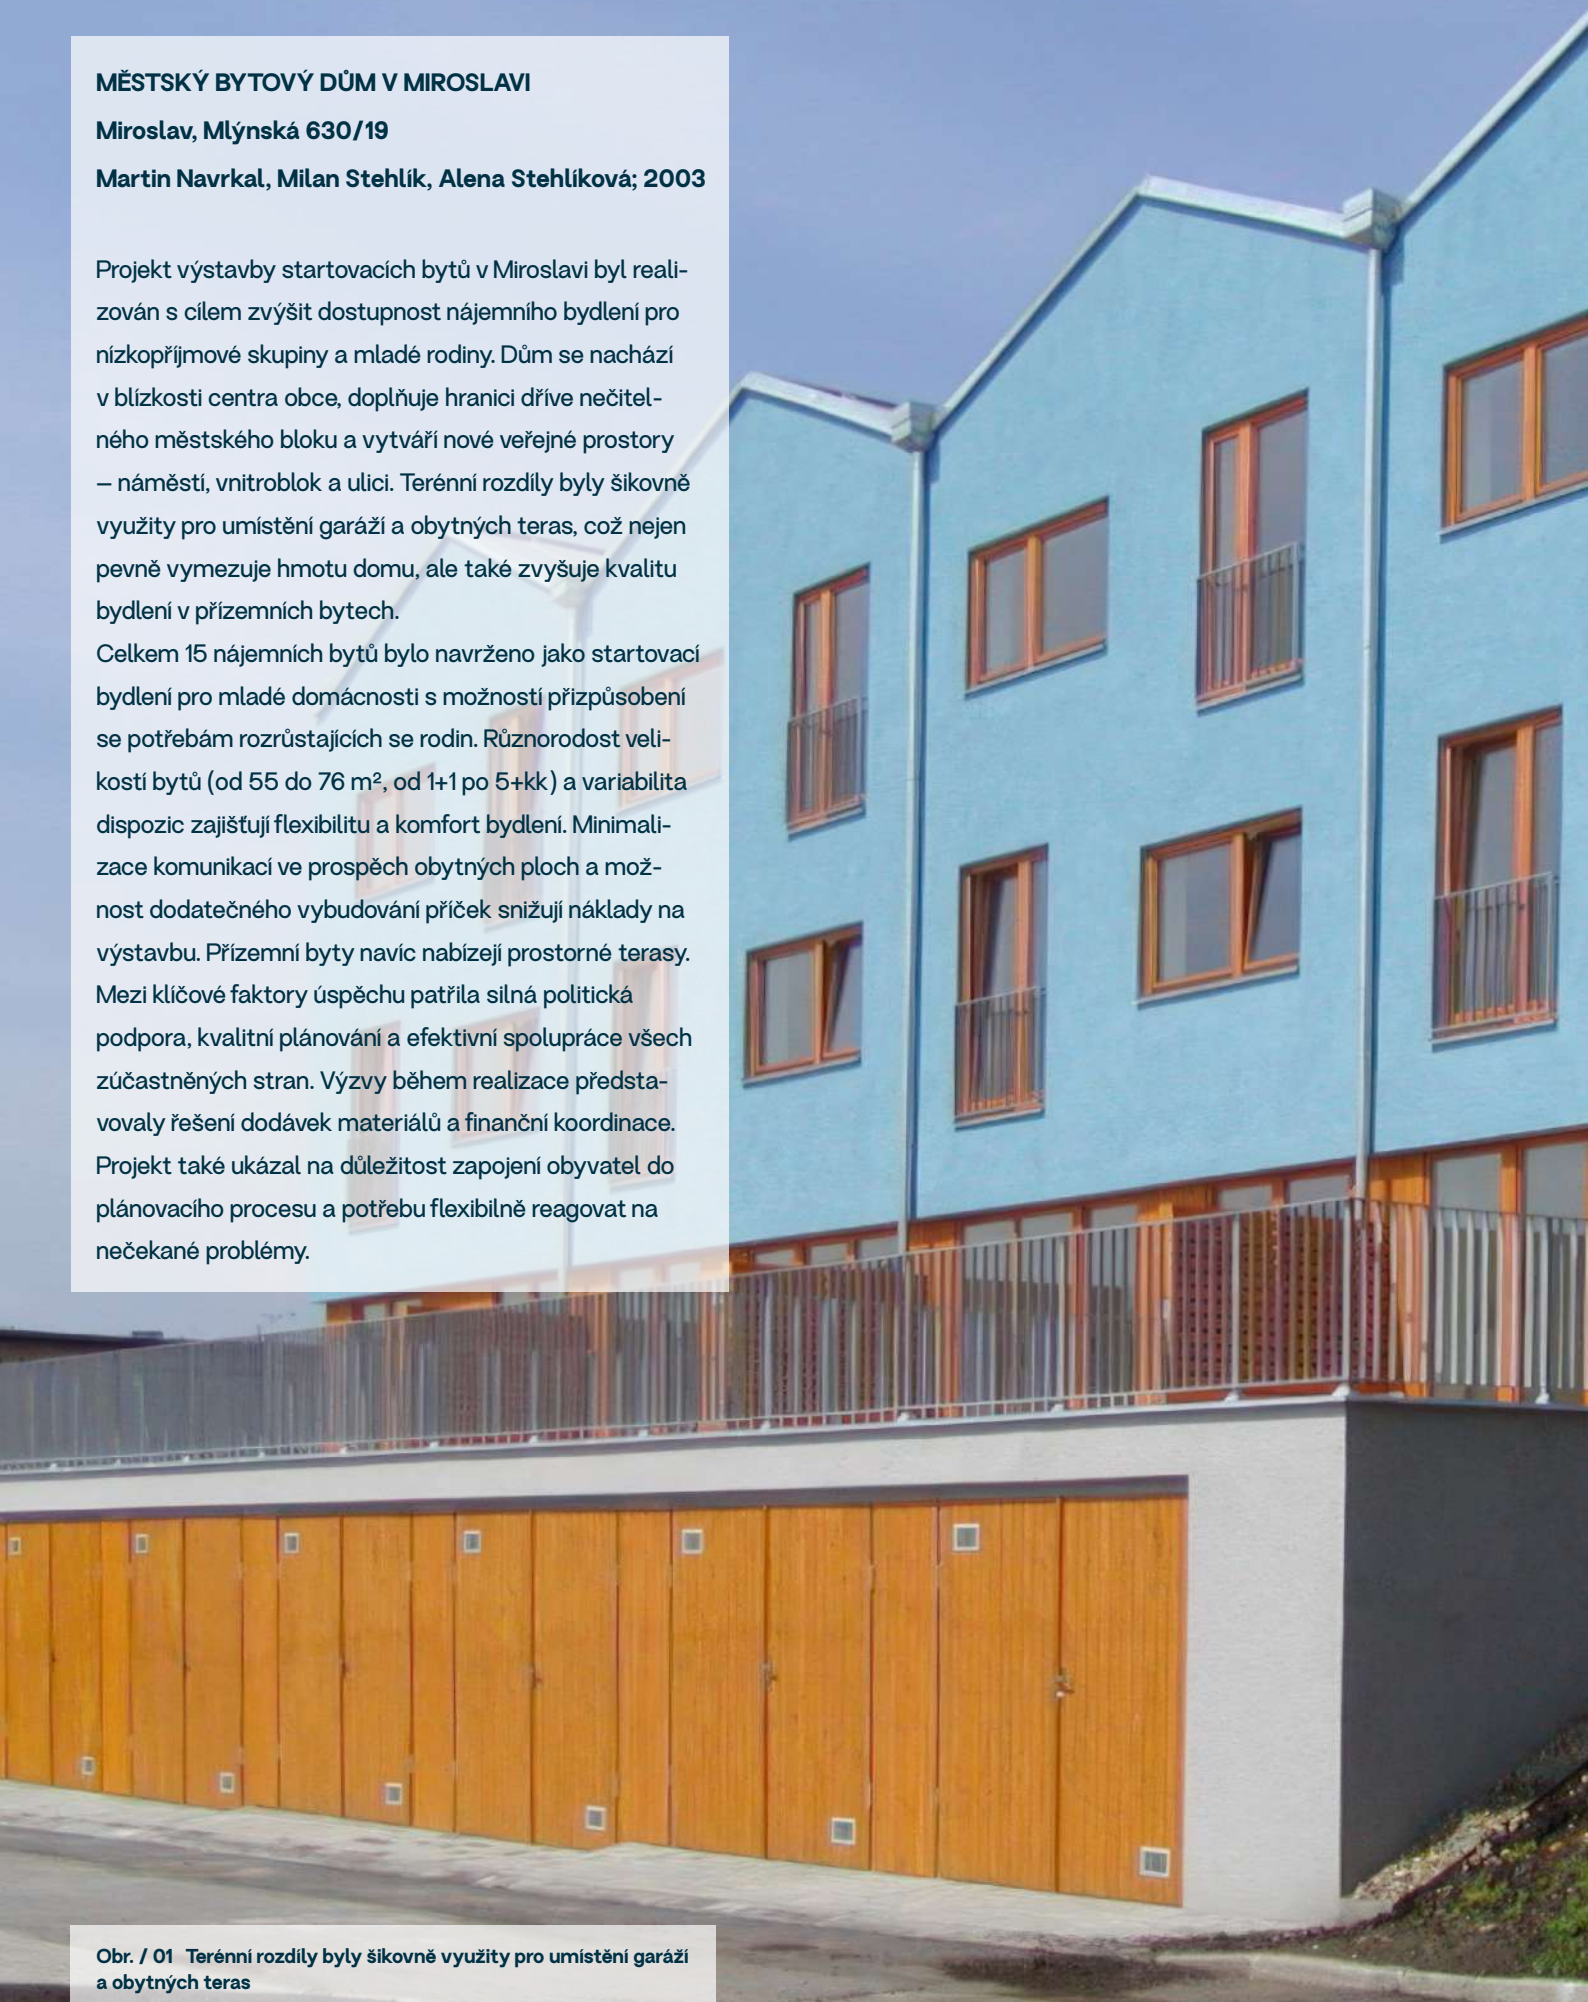 MĚSTSKÝ BYTOVÝ DŮM V MIROSLAVI
Miroslav, Mlýnská 630/19
Martin Navrkal, Milan Stehlík, Alena Stehlíková; 2003
Projekt výstavby startovacích bytů v Miroslavi byl reali-
zován s cílem zvýšit dostupnost nájemního bydlení pro
nízkopříjmové skupiny a mladé rodiny. Dům se nachází
v blízkosti centra obce, doplňuje hranici dříve nečitel-
ného městského bloku a vytváří nové veřejné prostory
– náměstí, vnitroblok a ulici. Terénní rozdíly byly šikovně
využity pro umístění garáží a obytných teras, což nejen
pevně vymezuje hmotu domu, ale také zvyšuje kvalitu
bydlení v přízemních bytech.
Celkem 15 nájemních bytů bylo navrženo jako startovací
bydlení pro mladé domácnosti s možností přizpůsobení
se potřebám rozrůstajících se rodin. Různorodost veli-
kostí bytů (od 55 do 76 m², od 1+1 po 5+kk) a variabilita
dispozic zajišťují flexibilitu a komfort bydlení. Minimali-
zace komunikací ve prospěch obytných ploch a mož-
nost dodatečného vybudování příček snižují náklady na
výstavbu. Přízemní byty navíc nabízejí prostorné terasy.
Mezi klíčové faktory úspěchu patřila silná politická
podpora, kvalitní plánování a efektivní spolupráce všech
zúčastněných stran. Výzvy během realizace předsta-
vovaly řešení dodávek materiálů a finanční koordinace.
Projekt také ukázal na důležitost zapojení obyvatel do
plánovacího procesu a potřebu flexibilně reagovat na
nečekané problémy.
Obr. / 01 Terénní rozdíly byly šikovně využity pro umístění garáží
a obytných teras